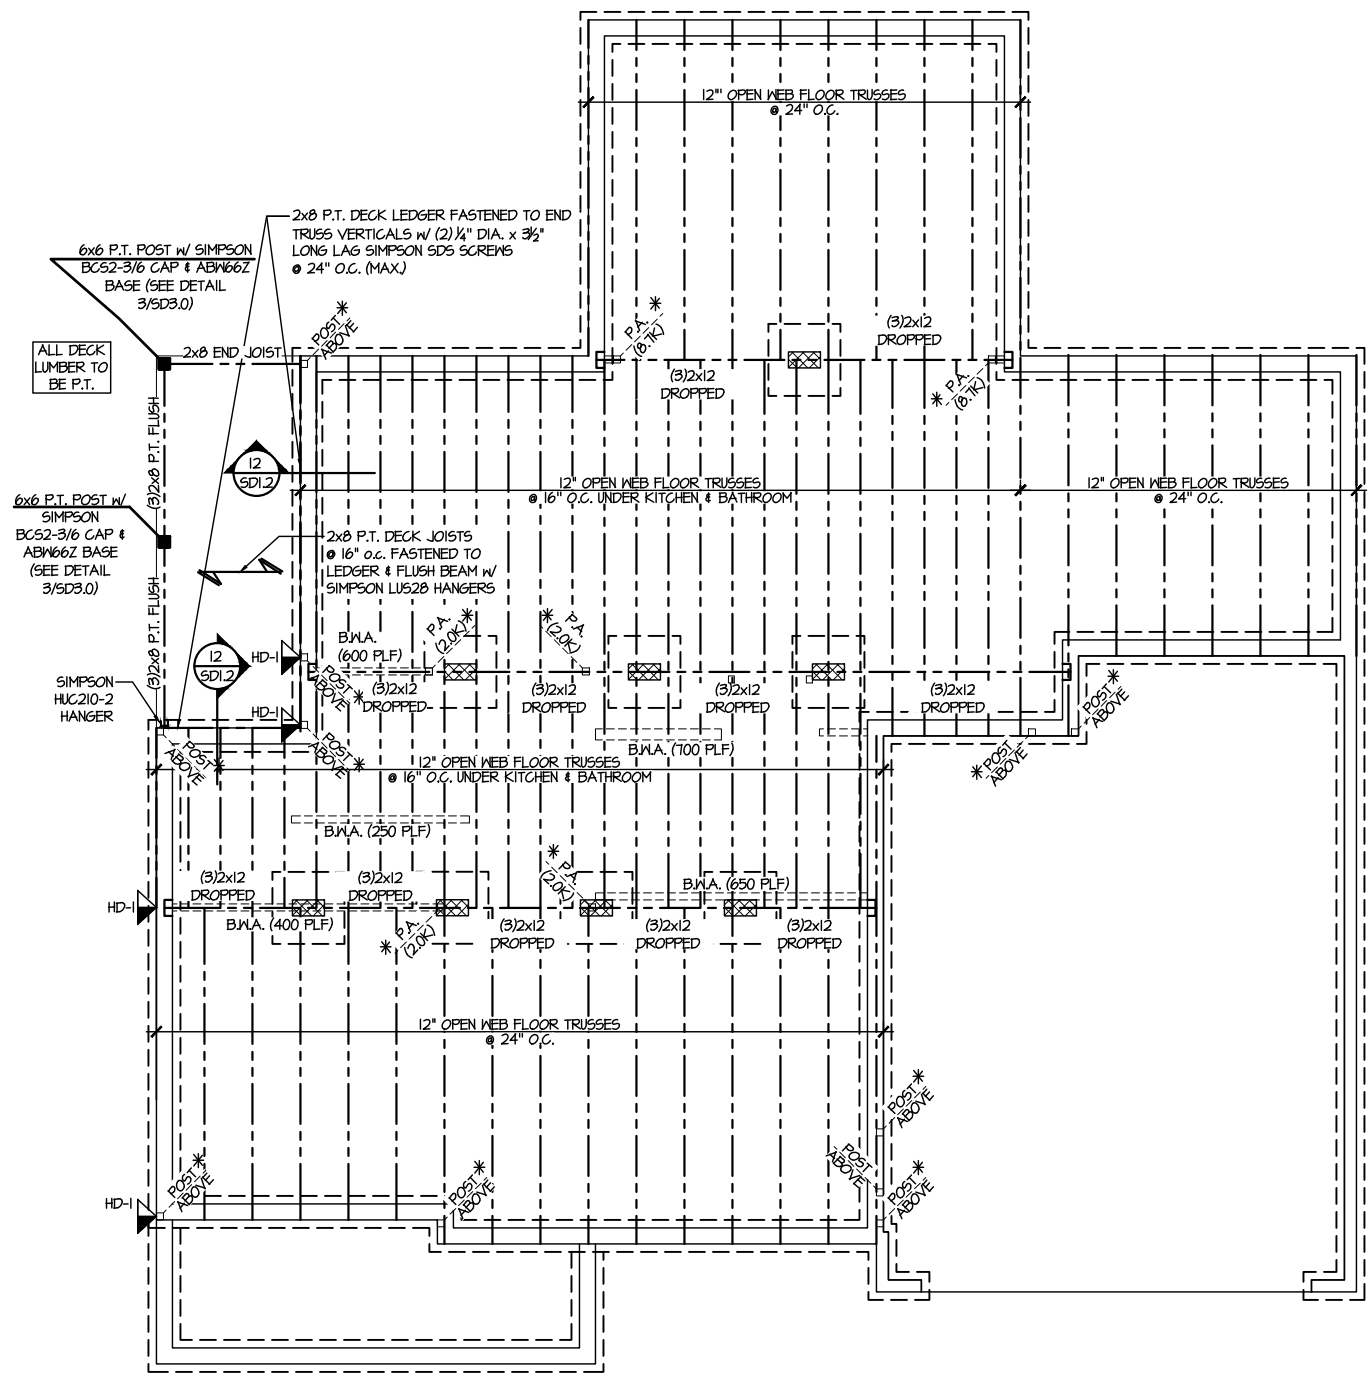 12"' OPEN WEB FLOOR TRUSSES
@ 24" O.C.
2x8 P.T. DECK LEDGER FASTENED TO END
TRUSS VERTICALS w/ (2) 1/4" DIA. x 3 1/2"
LONG LAG SIMPSON SDS SCREWS
@ 24" O.C. (MAX.)
6x6 P.T. POST w/ SIMPSON
BCS2-3/6 CAP & ABW66Z
BASE (SEE DETAIL
3/SD3.0)
ALL DECK
LUMBER TO
BE P.T.
2x8 END JOIST
POST *
ABOVE
P.A. *
(8.7K)
(3)2x12
DROPPED
(3)2x12
DROPPED
* P.A.
(8.7K)
(3)2x8 P.T. FLUSH
12
SD1.2
12" OPEN WEB FLOOR TRUSSES
@ 16" O.C. UNDER KITCHEN & BATHROOM
12" OPEN WEB FLOOR TRUSSES
@ 24" O.C.
6x6 P.T. POST w/
SIMPSON
BCS2-3/6 CAP &
ABW66Z BASE
(SEE DETAIL
3/SD3.0)
2x8 P.T. DECK JOISTS
@ 16" o.c. FASTENED TO
LEDGER & FLUSH BEAM w/
SIMPSON LUS28 HANGERS
(3)2x8 P.T. FLUSH
12
SD1.2
HD-1
B.W.A.
(600 PLF)
P.A. *
(2.0K)
* P.A.
(2.0K)
SIMPSON
HUC210-2
HANGER
HD-1
POST *
ABOVE
(3)2x12
DROPPED
(3)2x12
DROPPED
(3)2x12
DROPPED
(3)2x12
DROPPED
POST *
ABOVE
POST *
ABOVE
POST *
ABOVE
B.W.A. (700 PLF)
* POST
ABOVE
12" OPEN WEB FLOOR TRUSSES
@ 16" O.C. UNDER KITCHEN & BATHROOM
B.W.A. (250 PLF)
(3)2x12
DROPPED
(3)2x12
DROPPED
* P.A.
(2.0K)
B.W.A. (650 PLF)
HD-1
B.W.A. (400 PLF)
* P.A.
(2.0K)
(3)2x12
DROPPED
(3)2x12
DROPPED
(3)2x12
DROPPED
12" OPEN WEB FLOOR TRUSSES
@ 24" O.C.
POST *
ABOVE
POST
ABOVE
POST *
ABOVE
HD-1
POST *
ABOVE
POST *
ABOVE